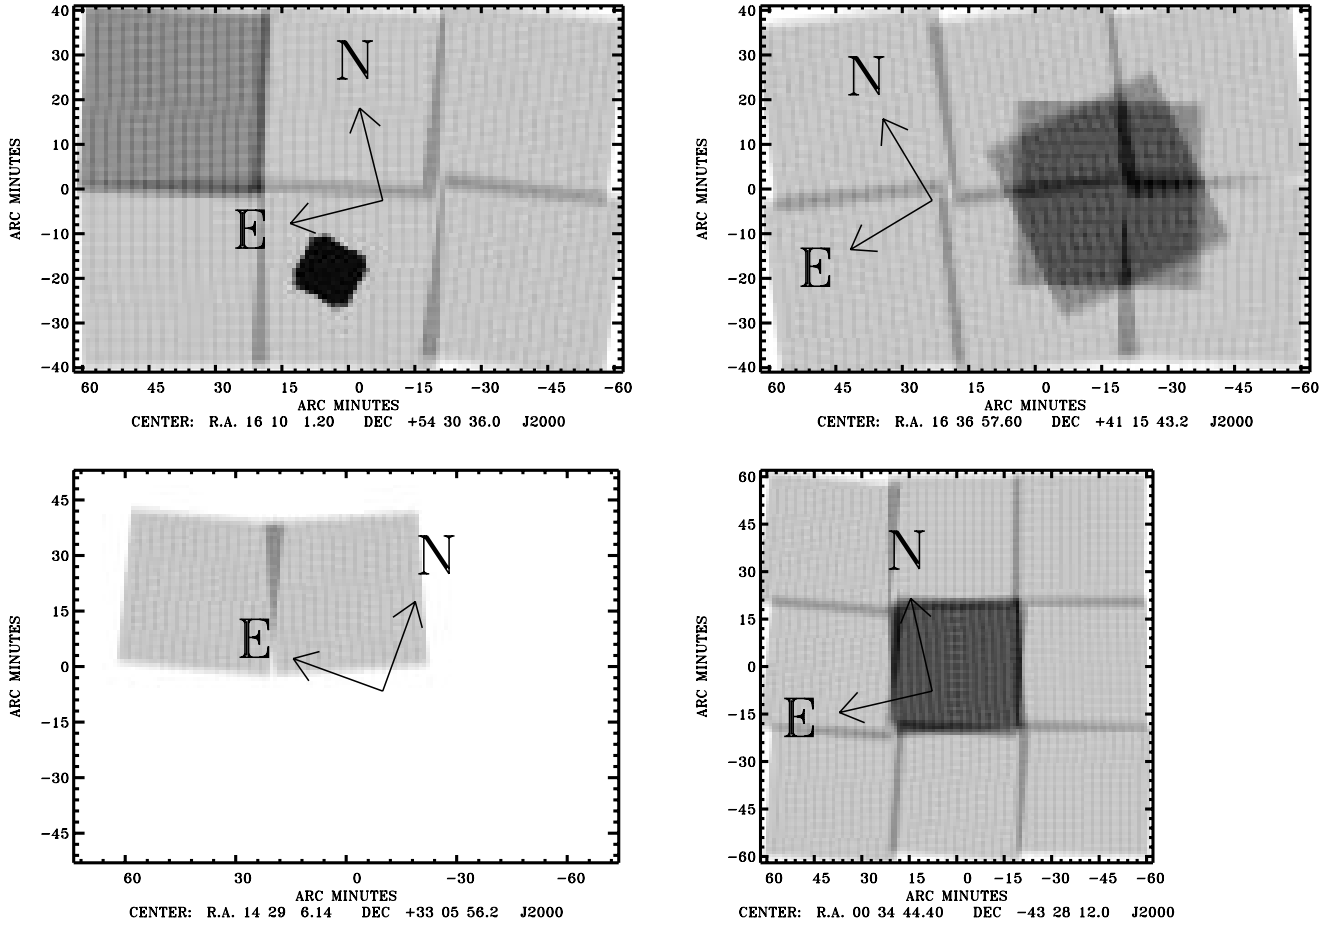 40
30
20
10
0
−10
−20
−30
−40
ARC MINUTES
N
E
60 45 30 15 0 −15 −30 −45 −60
ARC MINUTES
CENTER: R.A. 16 10 1.20 DEC +54 30 36.0 J2000
40
30
20
10
0
−10
−20
−30
−40
ARC MINUTES
N
E
60 45 30 15 0 −15 −30 −45 −60
ARC MINUTES
CENTER: R.A. 16 36 57.60 DEC +41 15 43.2 J2000
45
30
15
0
−15
−30
−45
ARC MINUTES
N
E
60 30 0 −30 −60
ARC MINUTES
CENTER: R.A. 14 29 6.14 DEC +33 05 56.2 J2000
60
45
30
15
0
−15
−30
−45
−60
ARC MINUTES
N
E
60 45 30 15 0 −15 −30 −45 −60
ARC MINUTES
CENTER: R.A. 00 34 44.40 DEC −43 28 12.0 J2000